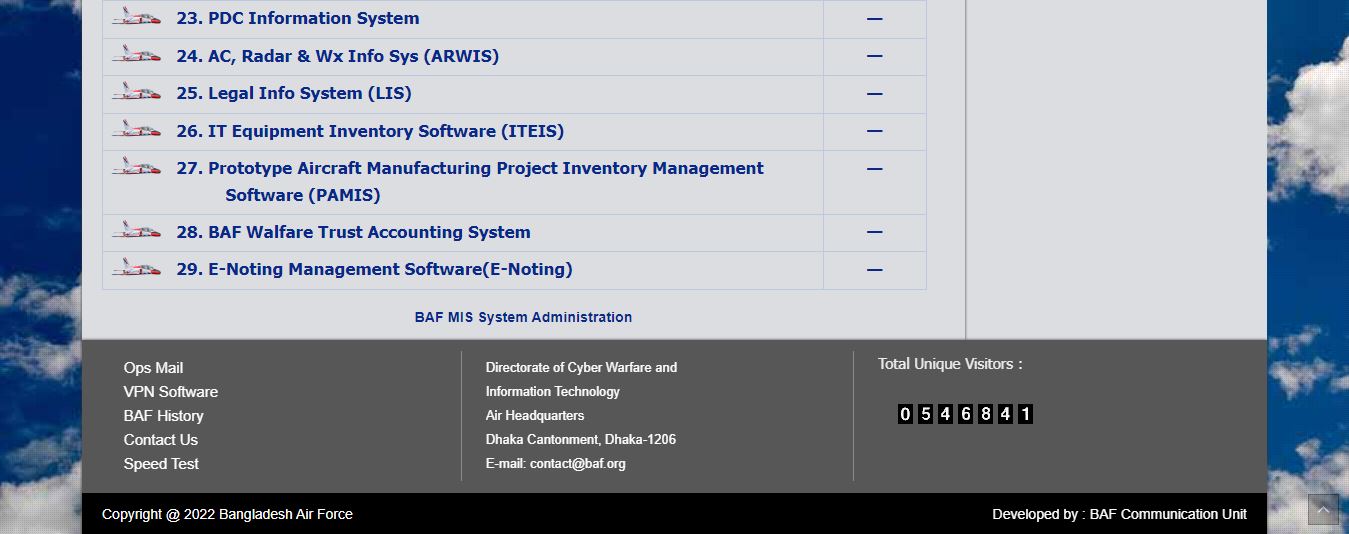 23. PDC Information System —
24. AC, Radar & Wx Info Sys (ARWIS) —
25. Legal Info System (LIS) —
26. IT Equipment Inventory Software (ITEIS) —
27. Prototype Aircraft Manufacturing Project Inventory Management —
Software (PAMIS)
28. BAF Walfare Trust Accounting System —
29. E-Noting Management Software(E-Noting) —
BAF MIS System Administration
Ops Mail
VPN Software
BAF History
Contact Us
Speed Test
Directorate of Cyber Warfare and
Information Technology
Air Headquarters
Dhaka Cantonment, Dhaka-1206
E-mail: contact@baf.org
Total Unique Visitors :
0546841
Copyright @ 2022 Bangladesh Air Force
Developed by : BAF Communication Unit